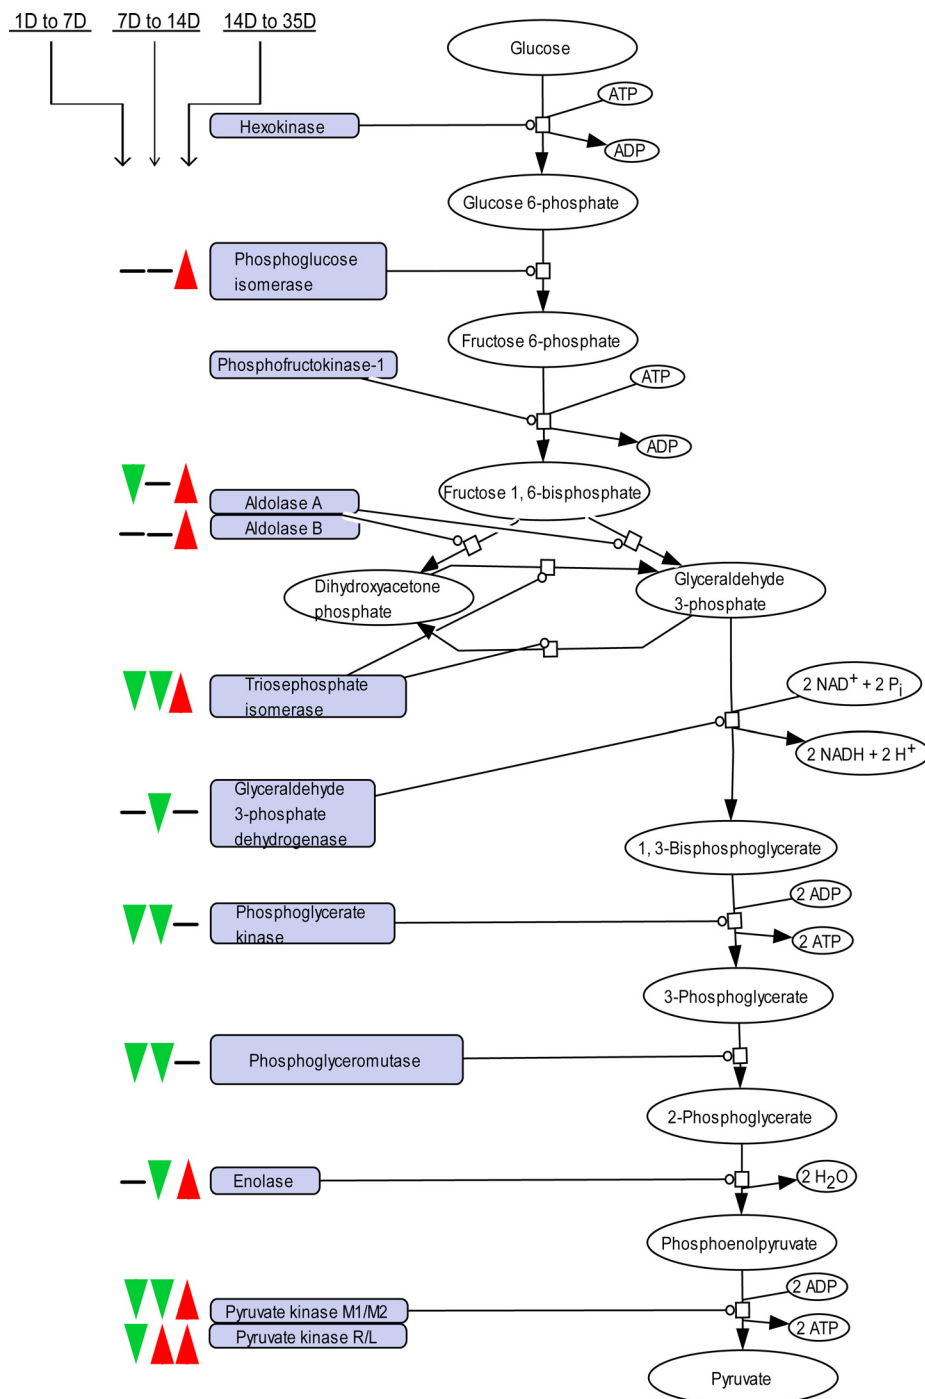 1D to 7D 7D to 14D 14D to 35D
Glucose
ATP
Hexokinase
ADP
Glucose 6-phosphate
Phosphoglucose
isomerase
Fructose 6-phosphate
Phosphofructokinase-1
ATP
ADP
Fructose 1, 6-bisphosphate
Aldolase A
Aldolase B
Dihydroxyacetone
phosphate
Glyceraldehyde
3-phosphate
Triosephosphate
isomerase
2 NAD⁺ + 2 Pᵢ
2 NADH + 2 H⁺
Glyceraldehyde
3-phosphate
dehydrogenase
1, 3-Bisphosphoglycerate
2 ADP
Phosphoglycerate
kinase
2 ATP
3-Phosphoglycerate
Phosphoglyceromutase
2-Phosphoglycerate
Enolase
2 H₂O
Phosphoenolpyruvate
2 ADP
Pyruvate kinase M1/M2
2 ATP
Pyruvate kinase R/L
Pyruvate